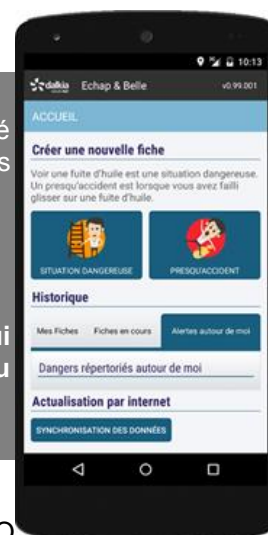 10:13
dalkia Echap & Belle v0.99.001
ACCUEIL
Créer une nouvelle fiche
Voir une fuite d'huile est une situation dangereuse.
Un presqu'accident est lorsque vous avez failli
glisser sur une fuite d'huile.
SITUATION DANGEREUSE PRESQU'ACCIDENT
Historique
Mes Fiches Fiches en cours Alertes autour de moi
Dangers répertoriés autour de moi
Actualisation par internet
SYNCHRONISATION DES DONNÉES